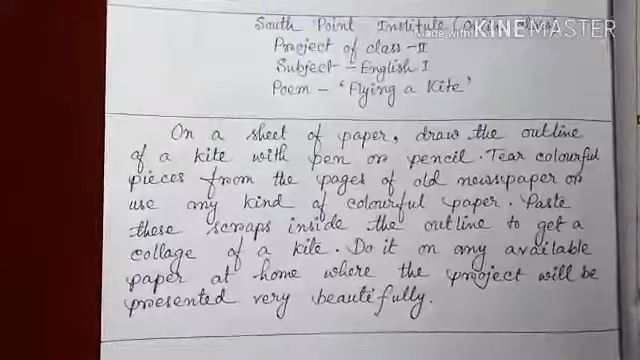 South Point Institute
Made with KINEMASTER
Project of class - II
Subject - English I
Poem - 'Flying a Kite'
On a sheet of paper, draw the outline
of a kite with pen or pencil. Tear colourful
pieces from the pages of old newspaper or
use any kind of colourful paper. Paste
these scraps inside the outline to get a
collage of a kite. Do it on any available
paper at home where the project will be
presented very beautifully.